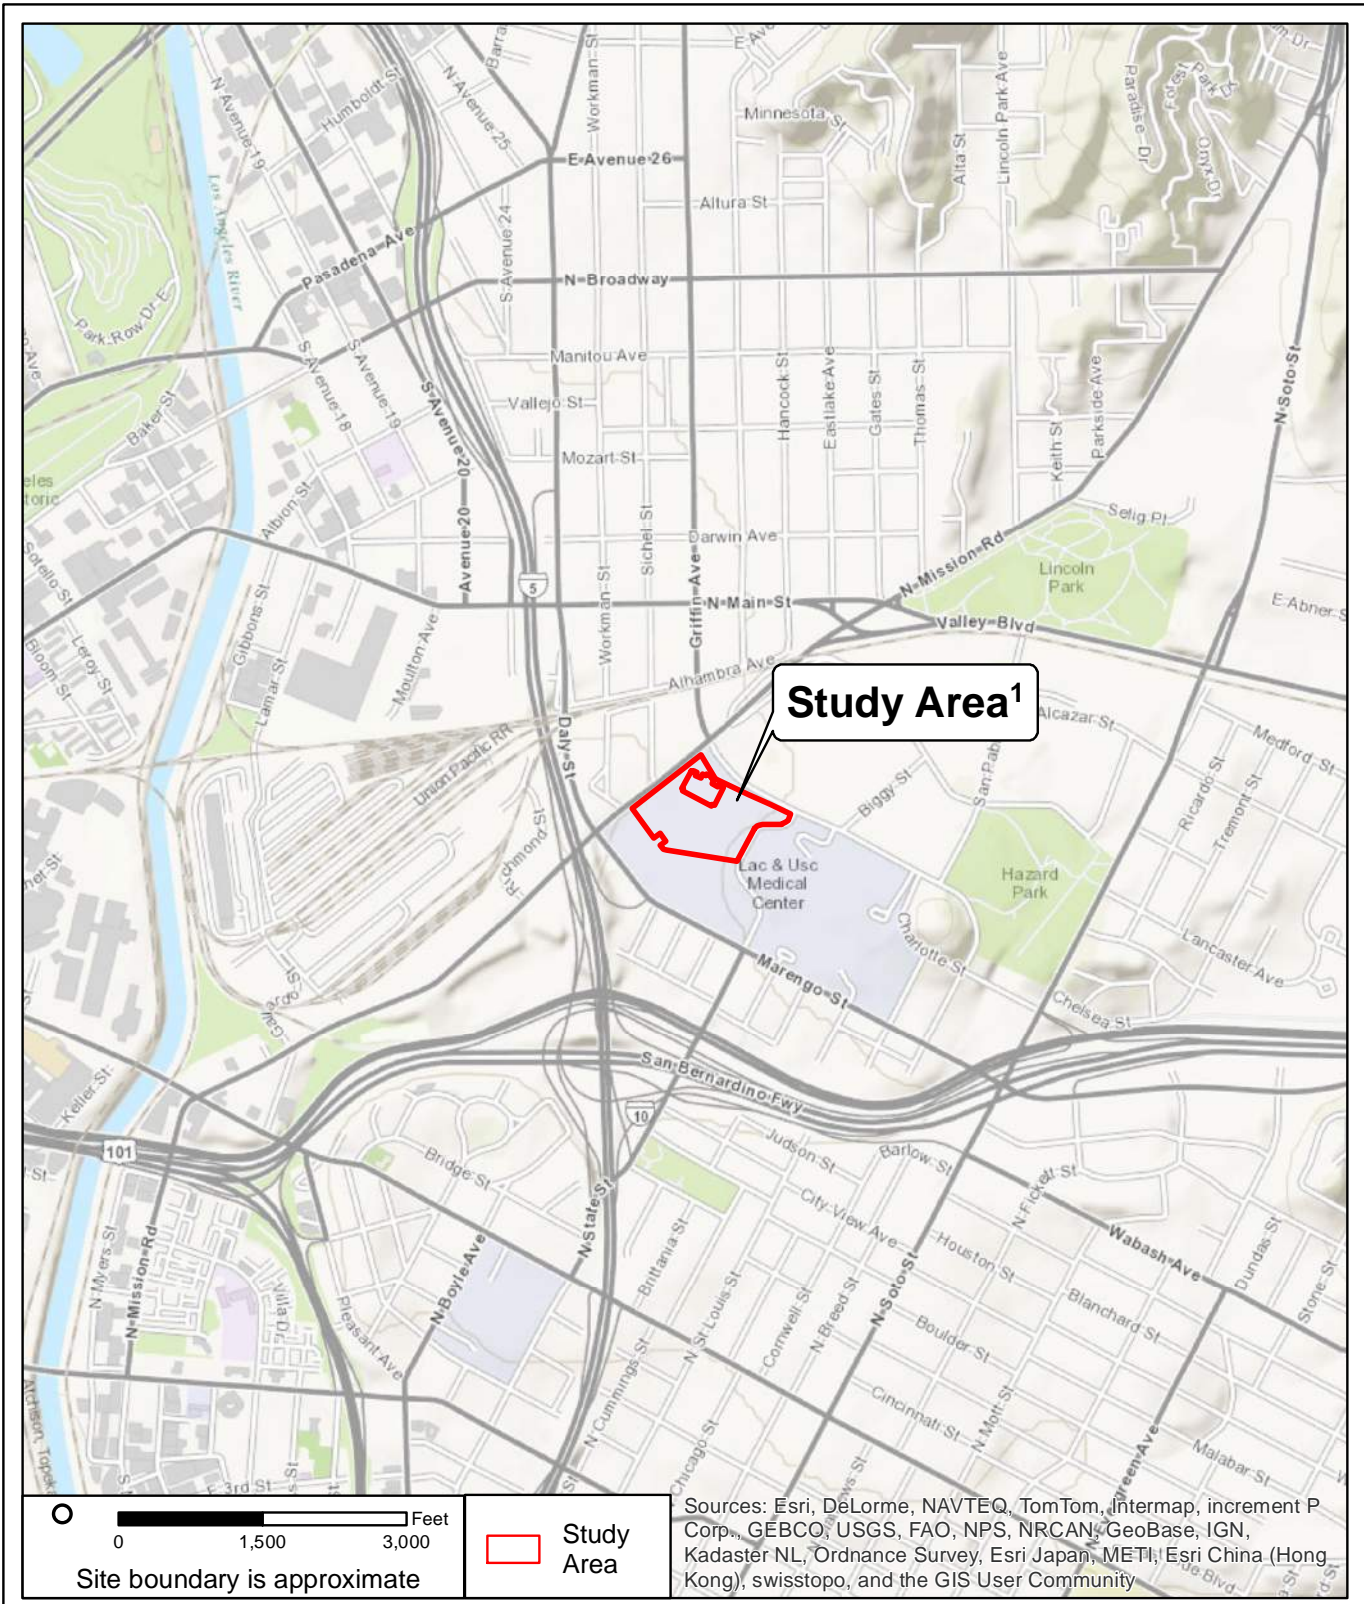 E Ave
Workman St
Barra
N Avenue 19
Humboldt St
N Avenue 25
Minnesota St
Paradise Dr
Forest
Park
Onyx Dr
Alta St
Lincoln Park Ave
E Avenue 26
Los Angeles River
S Avenue 24
Altura St
Pasadena Ave
N Broadway
Park Row Dr E
Manitou Ave
S Avenue 18
S Avenue 19
S Avenue 20
Vallejo St
Hancock St
Eastlake Ave
Gates St
Thomas St
Keith St
Parkside Ave
N Soto St
Baker St
Mozart St
Albion St
Avenue 20
Sichel St
Darwin Ave
Selig Pl
Griffin Ave
N Mission Rd
Lincoln
Park
Sotello St
5
Workman St
N Main St
Valley Blvd
E Abner S
Bloom St
Leroy St
Gibbons St
Lamar St
Moulton Ave
Alhambra Ave
Study Area¹
Alcazar St
Medford St
Daly St
Union Pacific RR
San Pab
Biggy St
Ricardo St
Tremont St
Richmond St
Lac & Usc
Medical
Center
Hazard
Park
Charlotte St
Lancaster Ave
Marengo St
Chelsea St
San Bernardino Fwy
Keller St
10
101
Bridge St
Judson St
Barlow St
City View Ave
N Fickett St
Wabash Ave
Houston St
Dundas St
Stone St
N Myers St
N Mission Rd
Villa Dr
Pleasant Ave
N Boyle Ave
N State St
Brittania St
N St Louis St
Cornwell St
N Breed St
N Soto St
Blanchard St
Boulder St
Cincinnati St
N Mott St
N Cummings St
Chicago St
Malabar St
Atchison, Topeka
E 3rd St
0
1,500
3,000
Feet
Site boundary is approximate
Study
Area
Sources: Esri, DeLorme, NAVTEQ, TomTom, Intermap, increment P
Corp., GEBCO, USGS, FAO, NPS, NRCAN, GeoBase, IGN,
Kadaster NL, Ordnance Survey, Esri Japan, METI, Esri China (Hong
Kong), swisstopo, and the GIS User Community